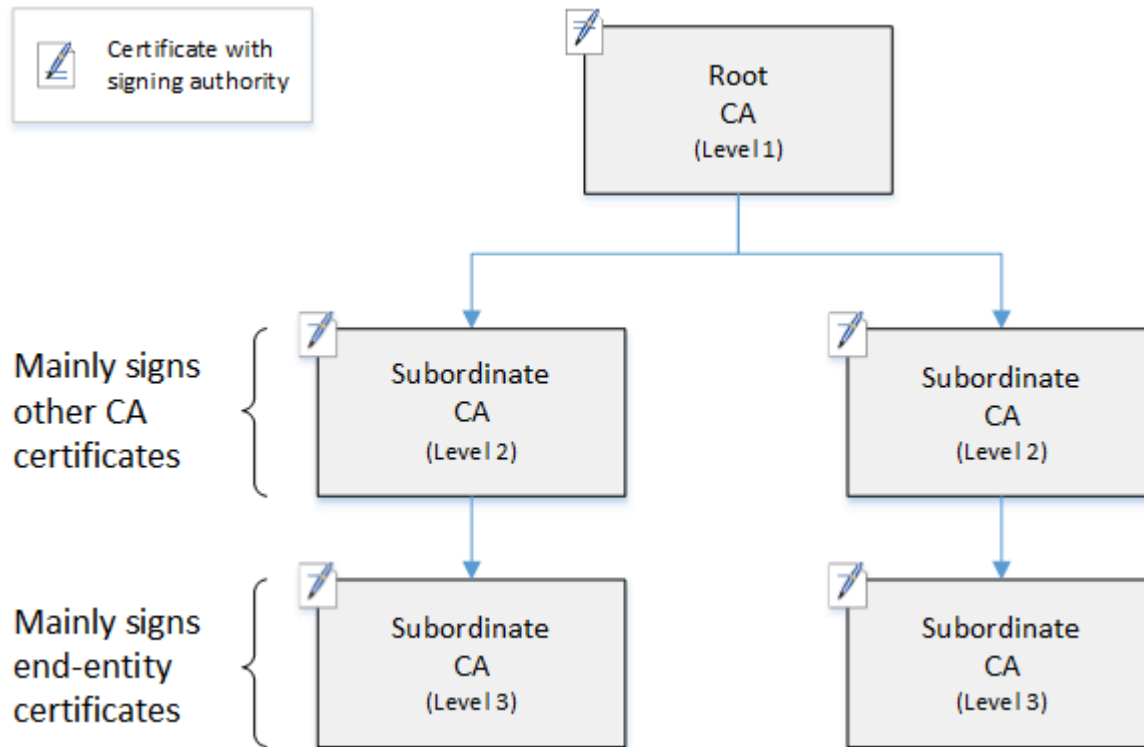 Certificate with
signing authority
Root
CA
(Level 1)
Mainly signs
other CA
certificates
Subordinate
CA
(Level 2)
Subordinate
CA
(Level 2)
Mainly signs
end-entity
certificates
Subordinate
CA
(Level 3)
Subordinate
CA
(Level 3)